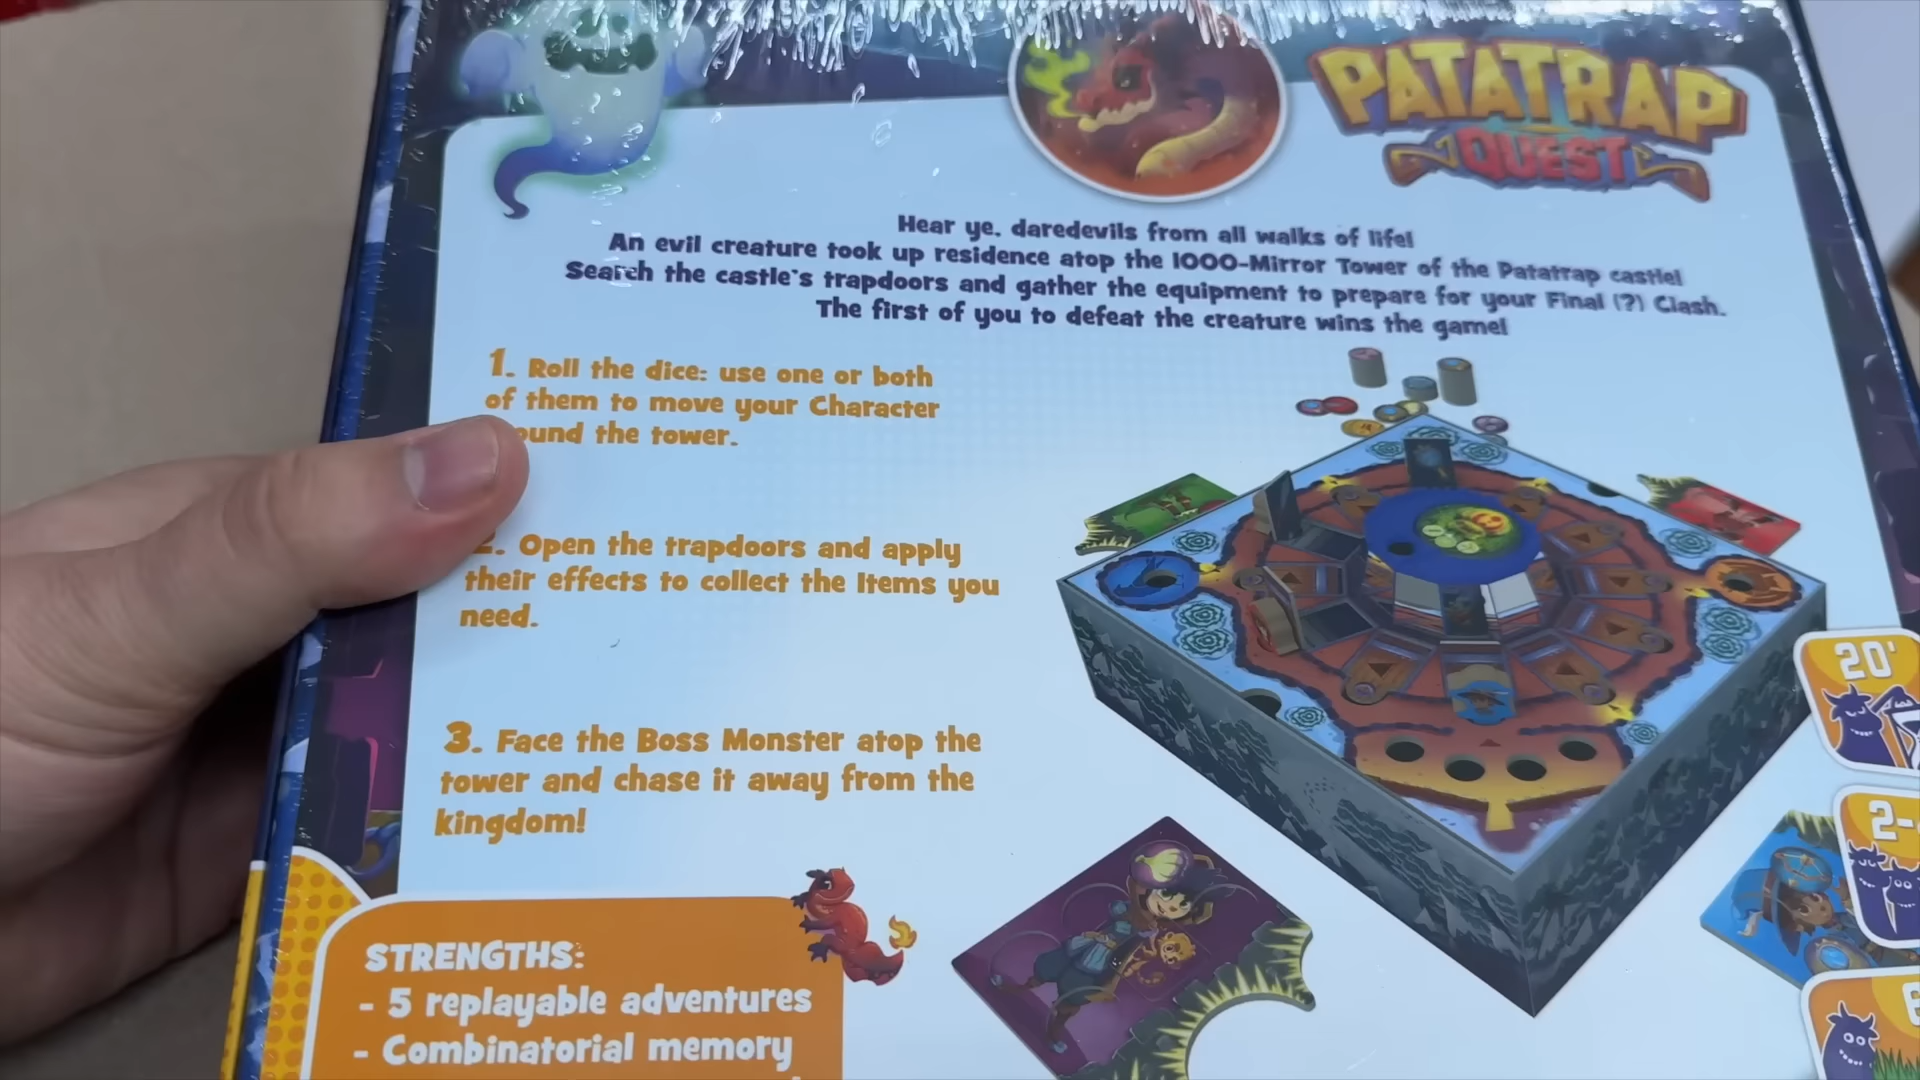 PATATRAP
QUEST
Hear ye, daredevils from all walks of life!
An evil creature took up residence atop the 1000-Mirror Tower of the Patatrap castle!
Search the castle's trapdoors and gather the equipment to prepare for your Final (?) Clash.
The first of you to defeat the creature wins the game!
1. Roll the dice: use one or both
of them to move your Character
ound the tower.
2. Open the trapdoors and apply
their effects to collect the Items you
need.
3. Face the Boss Monster atop the
tower and chase it away from the
kingdom!
20'
2-
STRENGTHS:
- 5 replayable adventures
- Combinatorial memory